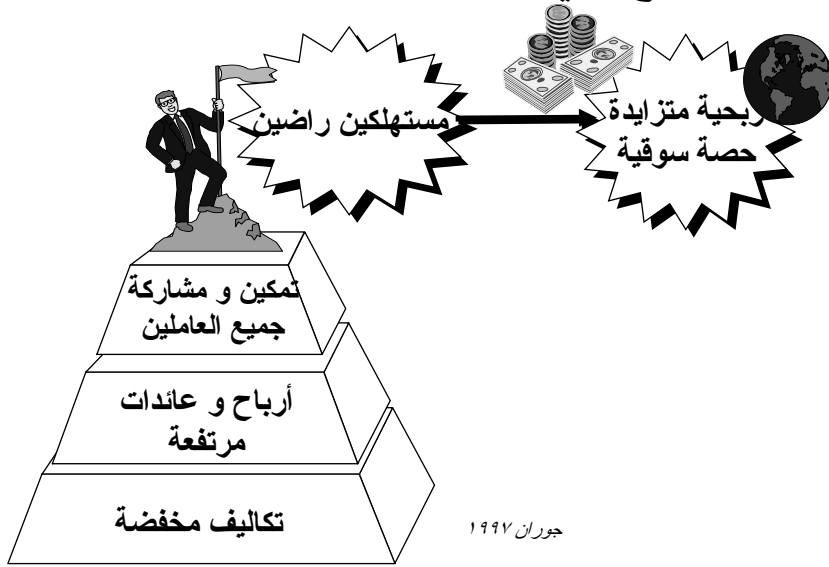 مستهلكين راضين
ربحية متزايدة
حصة سوقية
تمكين و مشاركة
جميع العاملين
أرباح و عائدات
مرتفعة
تكاليف مخفضة
جوران ١٩٩٧